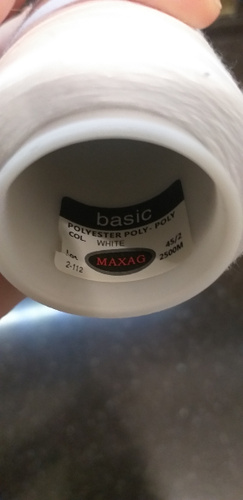 basic
POLYESTER POLY- POLY
COL. WHITE 45/2
MAXAG 2500M
2-112